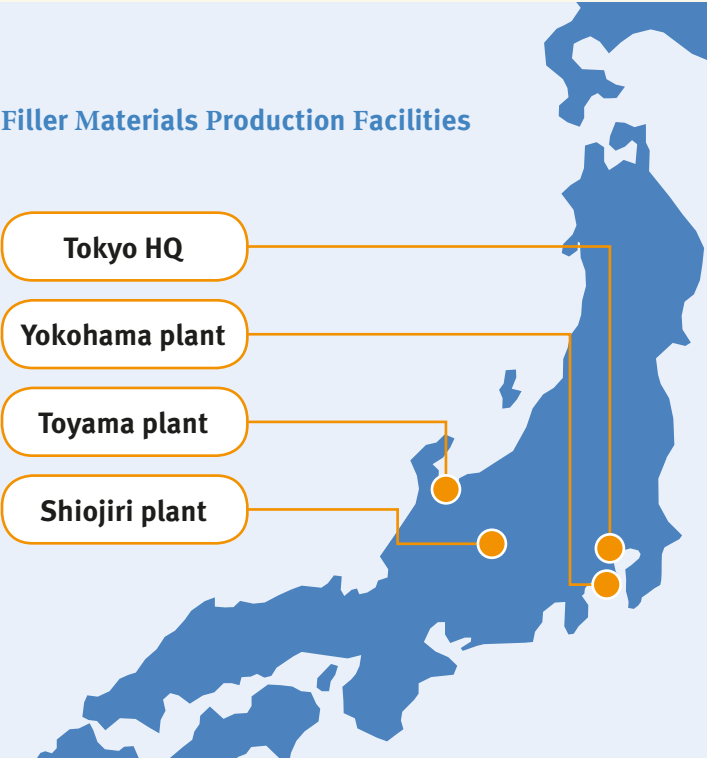 Filler Materials Production Facilities
Tokyo HQ
Yokohama plant
Toyama plant
Shiojiri plant